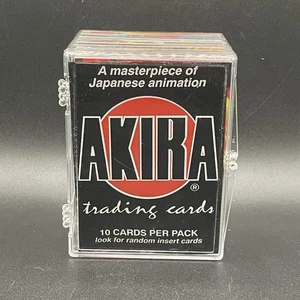 A masterpiece of
Japanese animation
AKIRA
®
trading cards
10 CARDS PER PACK
look for random insert cards